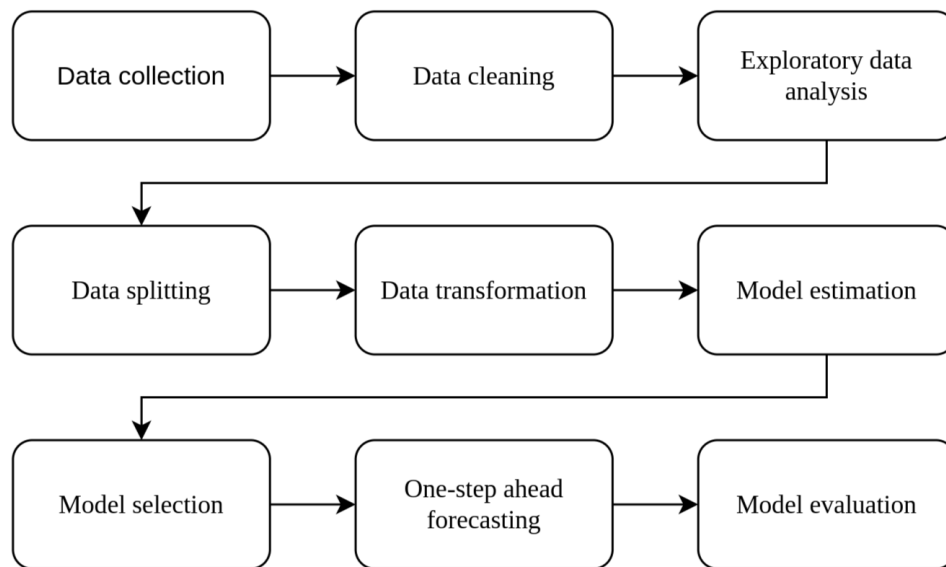 Data collection
Data cleaning
Exploratory data
analysis
Data splitting
Data transformation
Model estimation
Model selection
One-step ahead
forecasting
Model evaluation